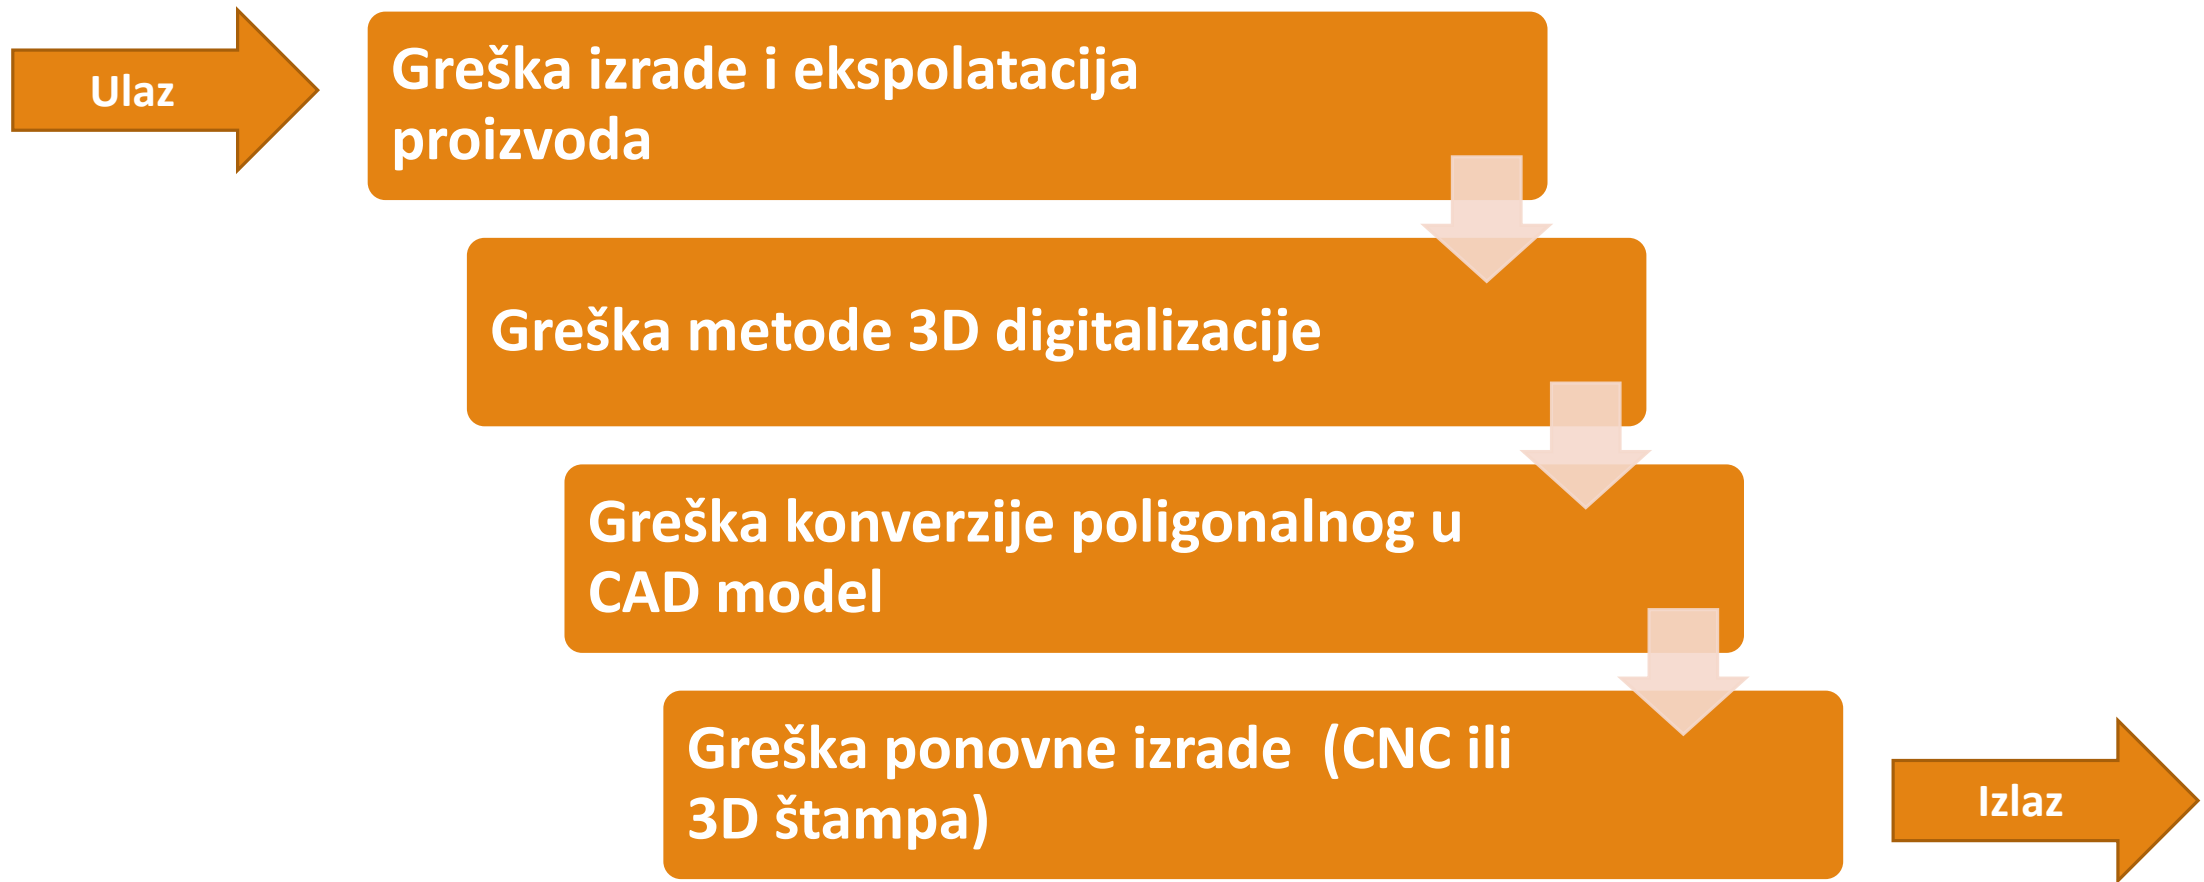 Ulaz
Greška izrade i ekspolatacija
proizvoda
Greška metode 3D digitalizacije
Greška konverzije poligonalnog u
CAD model
Greška ponovne izrade  (CNC ili
3D štampa)
Izlaz